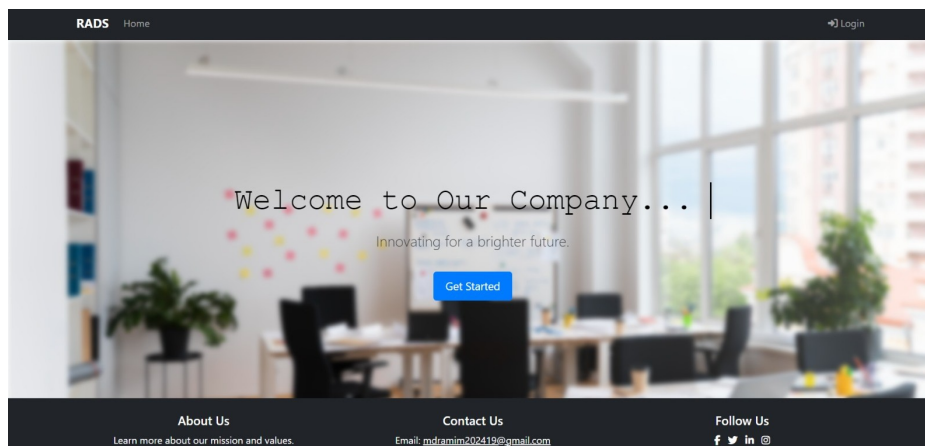 RADS Home Login
Welcome to Our Company...
Innovating for a brighter future.
Get Started
About Us Contact Us Follow Us
Learn more about our mission and values. Email: mdramim202419@gmail.com